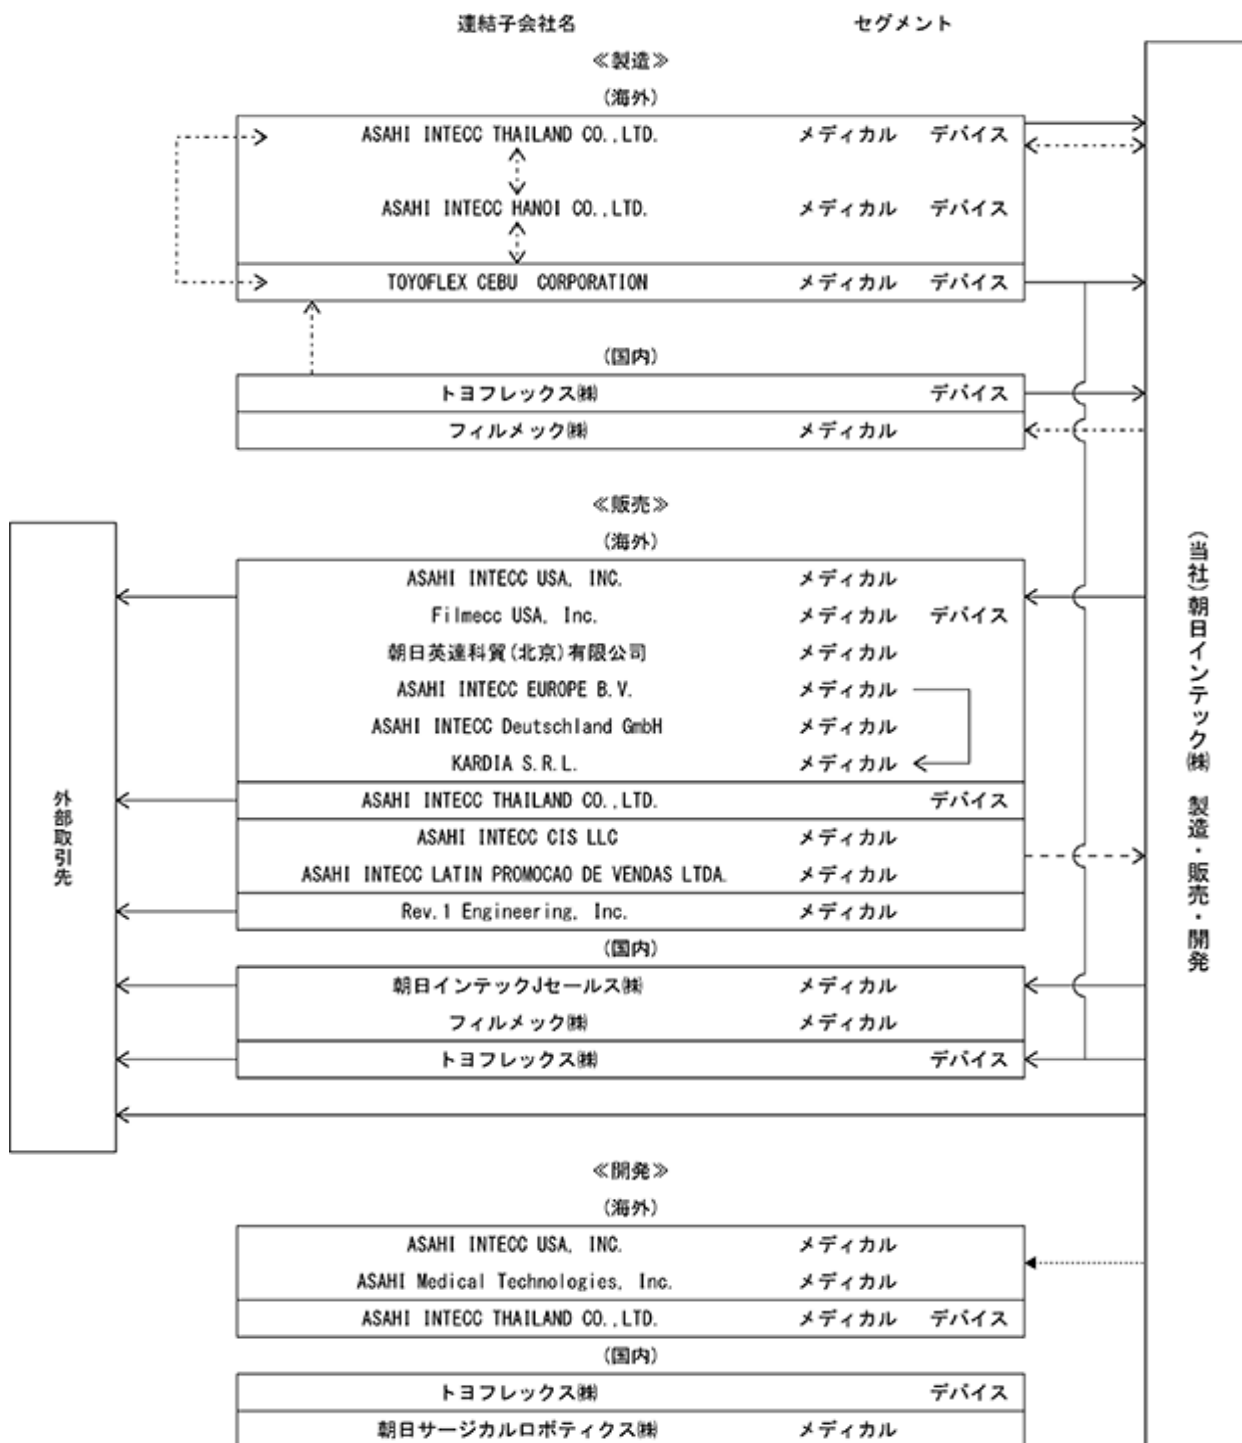 連結子会社名 セグメント
≪製造≫
(海外)
ASAHI INTECC THAILAND CO.,LTD. メディカル デバイス
ASAHI INTECC HANOI CO.,LTD. メディカル デバイス
TOYOFLEX CEBU CORPORATION メディカル デバイス
(国内)
トヨフレックス㈱ デバイス
フィルメック㈱ メディカル
≪販売≫
(海外)
ASAHI INTECC USA, INC. メディカル
Filmecc USA, Inc. メディカル デバイス
朝日英達科貿(北京)有限公司 メディカル
ASAHI INTECC EUROPE B.V. メディカル
ASAHI INTECC Deutschland GmbH メディカル
KARDIA S.R.L. メディカル
ASAHI INTECC THAILAND CO.,LTD. デバイス
ASAHI INTECC CIS LLC メディカル
ASAHI INTECC LATIN PROMOCAO DE VENDAS LTDA. メディカル
Rev.1 Engineering, Inc. メディカル
(国内)
朝日インテックJセールス㈱ メディカル
フィルメック㈱ メディカル
トヨフレックス㈱ デバイス
外部取引先
(当社)朝日インテック㈱ 製造・販売・開発
≪開発≫
(海外)
ASAHI INTECC USA, INC. メディカル
ASAHI Medical Technologies, Inc. メディカル
ASAHI INTECC THAILAND CO.,LTD. メディカル デバイス
(国内)
トヨフレックス㈱ デバイス
朝日サージカルロボティクス㈱ メディカル